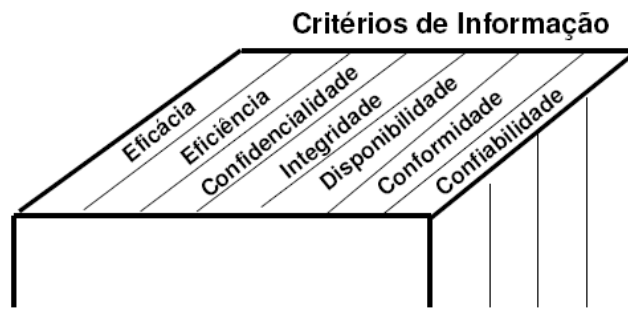 Critérios de Informação
Eficácia
Eficiência
Confidencialidade
Integridade
Disponibilidade
Conformidade
Confiabilidade